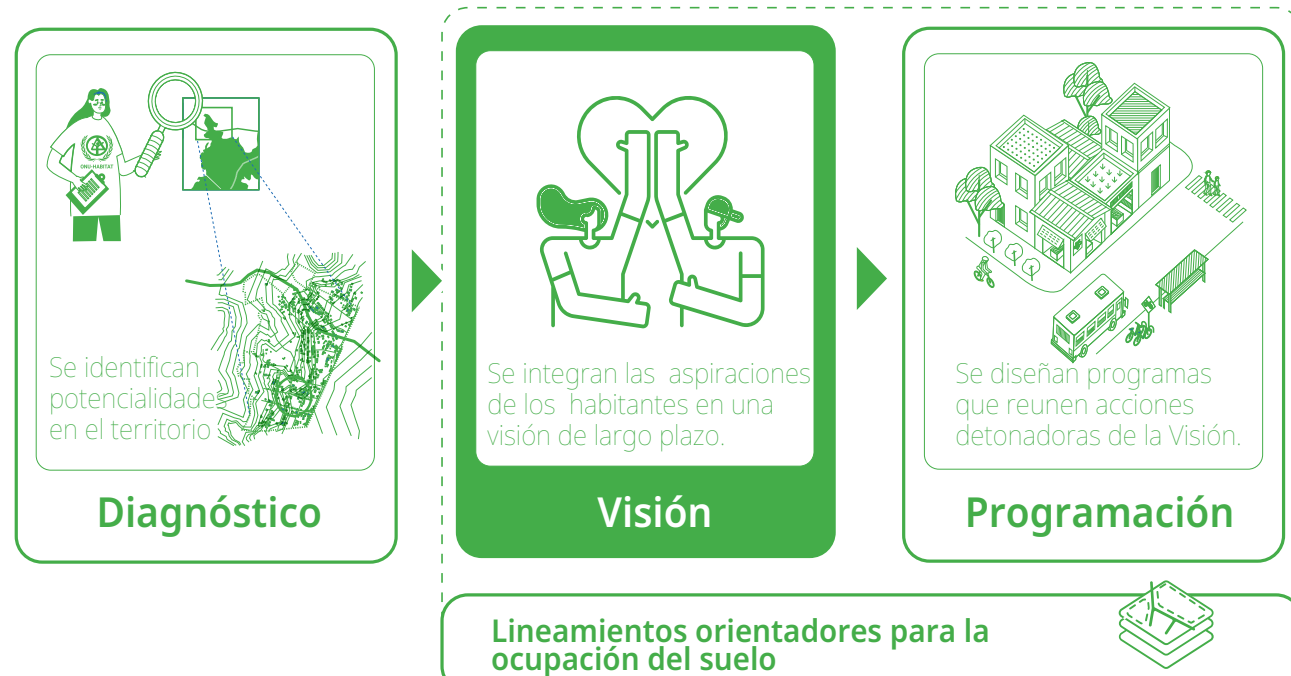 ONU-HABITAT
Se identifican
potencialidades
en el territorio
Diagnóstico
Se integran las aspiraciones
de los habitantes en una
visión de largo plazo.
Visión
Se diseñan programas
que reunen acciones
detonadoras de la Visión.
Programación
Lineamientos orientadores para la
ocupación del suelo